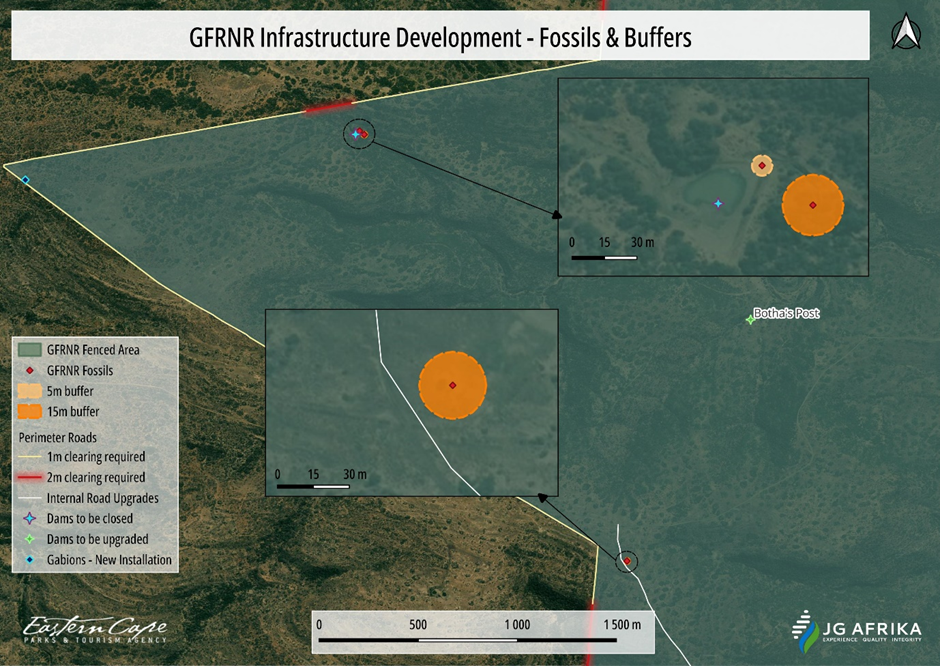 GFRNR Infrastructure Development - Fossils & Buffers
0 15 30 m
Botha's Post
0 15 30 m
GFRNR Fenced Area
GFRNR Fossils
5m buffer
15m buffer
Perimeter Roads
1m clearing required
2m clearing required
Internal Road Upgrades
Dams to be closed
Dams to be upgraded
Gabions - New Installation
0 500 1 000 1 500 m
Eastern Cape
PARKS & TOURISM AGENCY
JG AFRIKA
EXPERIENCE QUALITY INTEGRITY